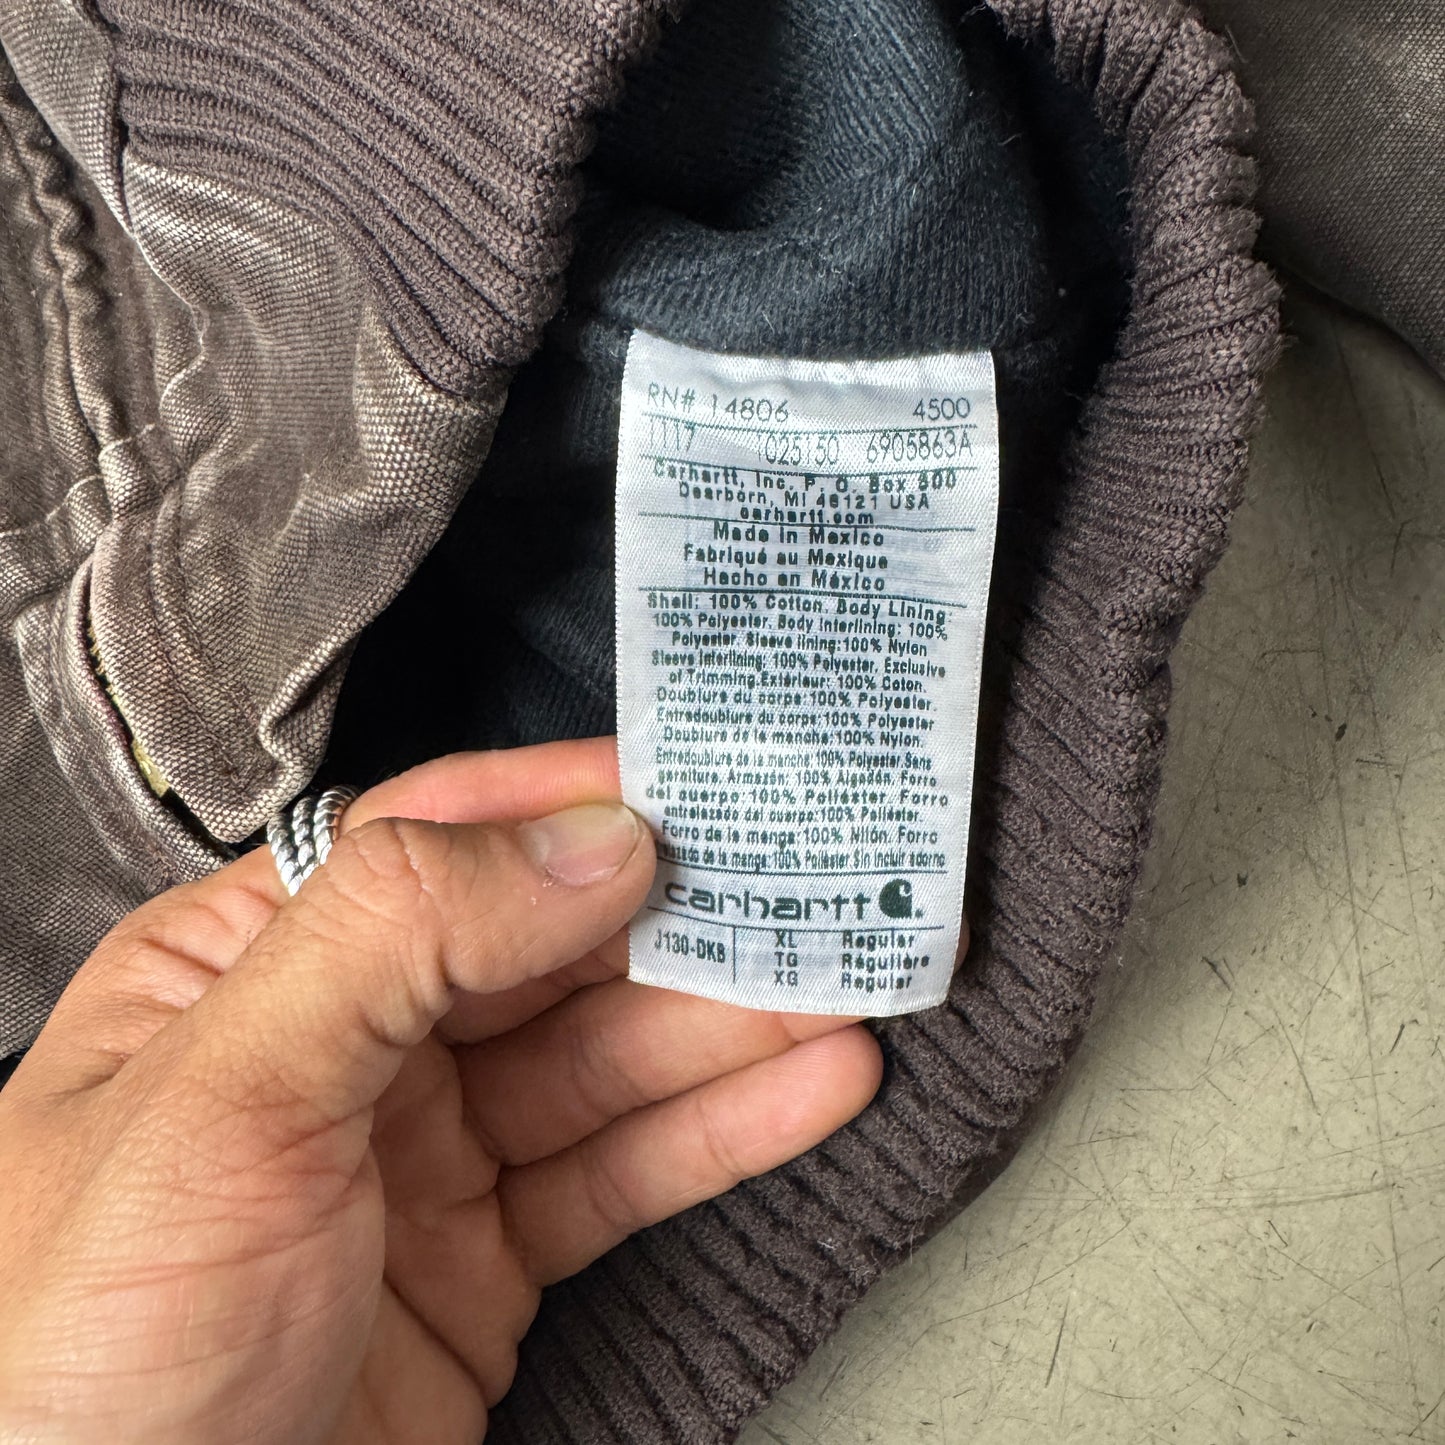 RN# 14806 4500
1117 1025150 6905863A
Carhartt, Inc. P. O. Box 600
Dearborn, MI 48121 USA
carhartt.com
Made in Mexico
Fabriqué au Mexique
Hecho en México
Shell: 100% Cotton. Body Lining:
100% Polyester. Body Interlining: 100%
Polyester. Sleeve lining: 100% Nylon
Sleeve Interlining: 100% Polyester, Exclusive
of Trimming.Extérieur: 100% Coton.
Doublure du corps:100% Polyester.
Entredoublure du corps:100% Polyester
Doublure de la manche:100% Nylon.
Entredoublure de la manche:100% Polyester.Sans
garniture. Armazón: 100% Algodón. Forro
del cuerpo:100% Poliéster. Forro
entrelazado del cuerpo:100% Poliéster.
Forro de la manga:100% Nilón. Forro
de la manga:100% Poliéster.Sin incluir adorno
carhartt
J130-DKB XL Regular
TG Régulière
XG Regular